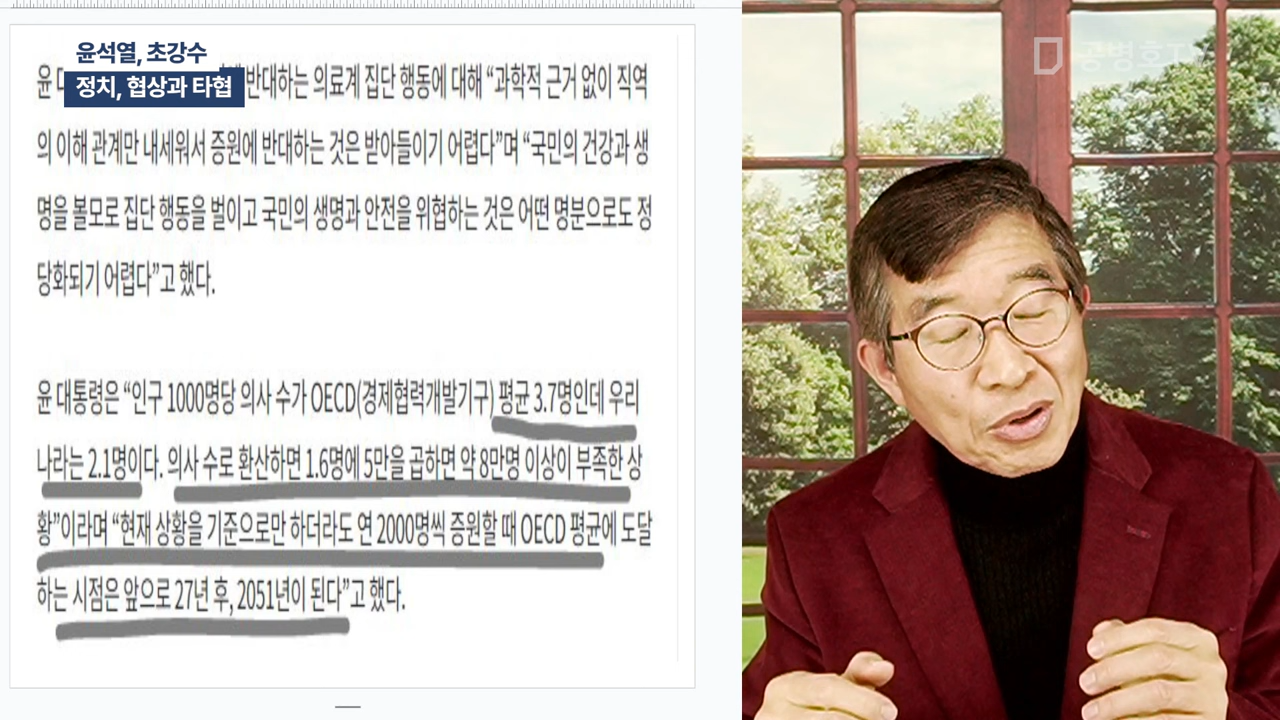 윤석열, 초강수
정치, 협상과 타협
윤 대 반대하는 의료계 집단 행동에 대해 “과학적 근거 없이 직역
의 이해 관계만 내세워서 증원에 반대하는 것은 받아들이기 어렵다”며 “국민의 건강과 생
명을 볼모로 집단 행동을 벌이고 국민의 생명과 안전을 위협하는 것은 어떤 명분으로도 정
당화되기 어렵다”고 했다.
윤 대통령은 “인구 1000명당 의사 수가 OECD(경제협력개발기구) 평균 3.7명인데 우리
나라는 2.1명이다. 의사 수로 환산하면 1.6명에 5만을 곱하면 약 8만명 이상이 부족한 상
황”이라며 “현재 상황을 기준으로만 하더라도 연 2000명씩 증원할 때 OECD 평균에 도달
하는 시점은 앞으로 27년 후, 2051년이 된다”고 했다.
공병호TV